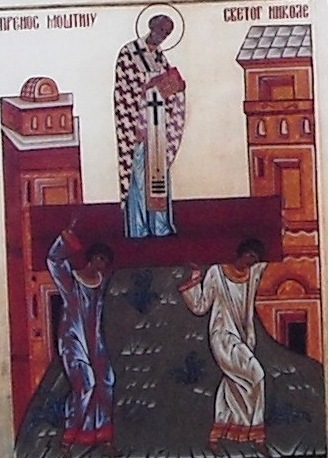 пренос моштију
светог николе